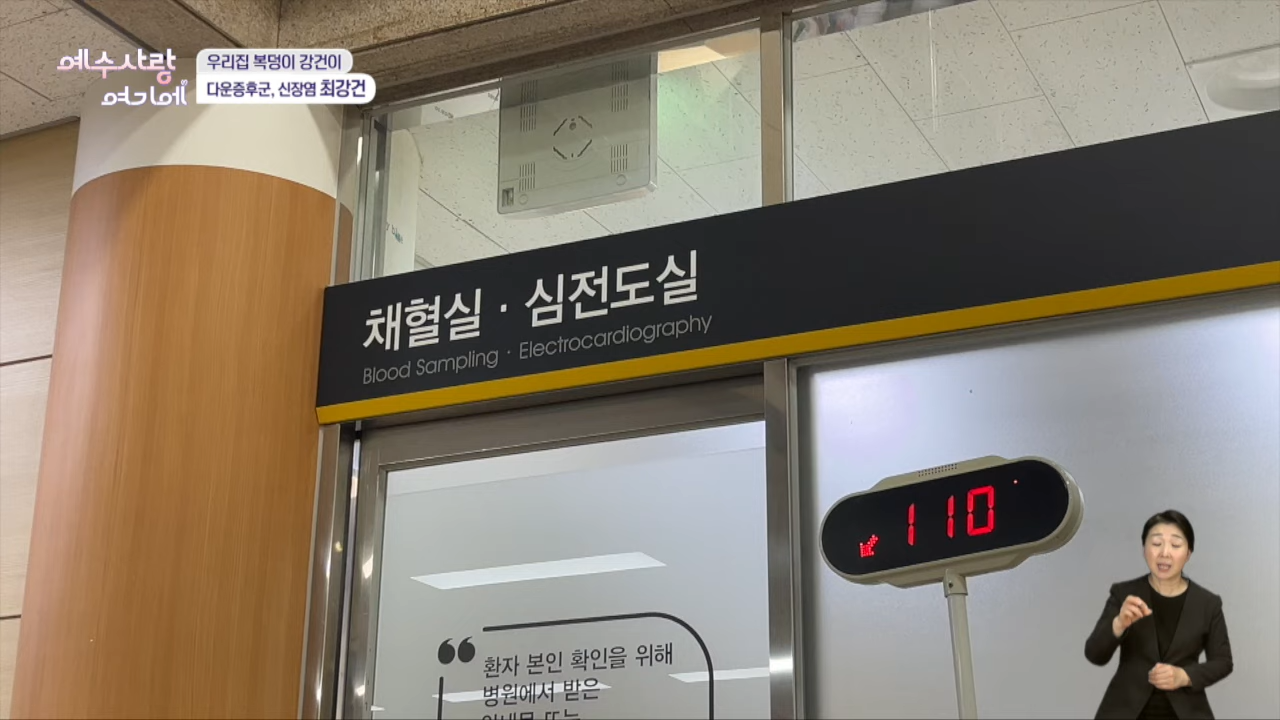 예수사랑
여기에
우리집 복덩이 강건이
다운증후군, 신장염 최강건
채혈실 · 심전도실
Blood Sampling · Electrocardiography
110
환자 본인 확인을 위해
병원에서 받은